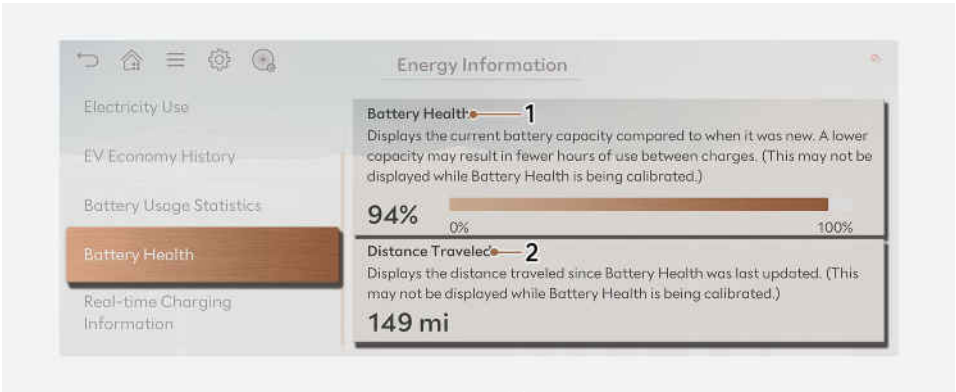 Energy Information
Electricity Use
EV Economy History
Battery Usage Statistics
Battery Health
Real-time Charging
Information
Battery Health 1
Displays the current battery capacity compared to when it was new. A lower
capacity may result in fewer hours of use between charges. (This may not be
displayed while Battery Health is being calibrated.)
94%
0% 100%
Distance Traveled 2
Displays the distance traveled since Battery Health was last updated. (This
may not be displayed while Battery Health is being calibrated.)
149 mi